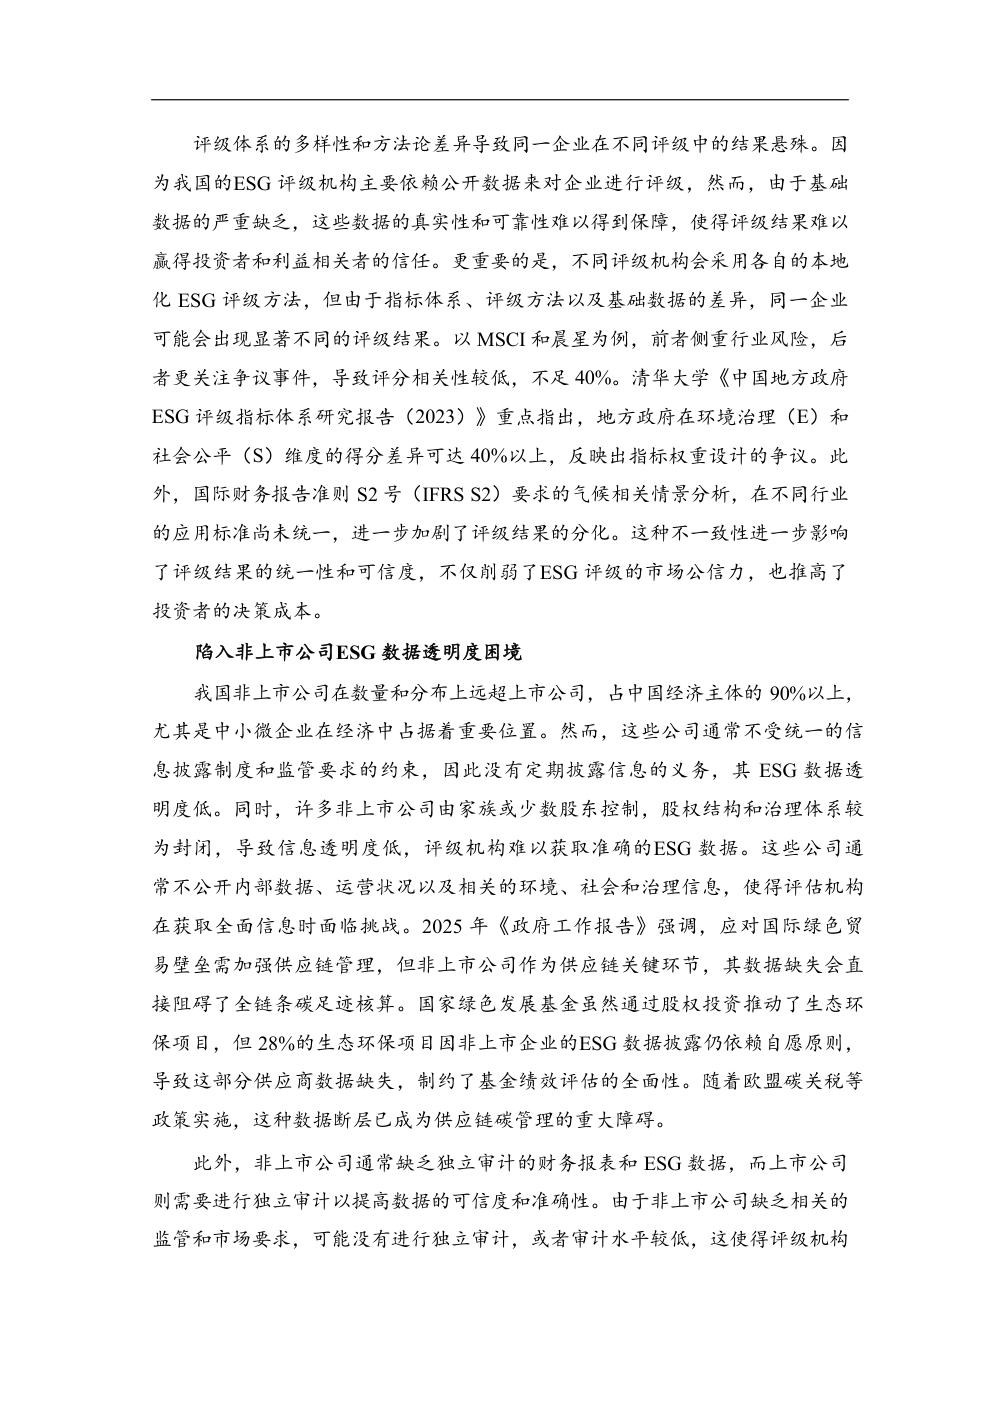 评级体系的多样性和方法论差异导致同一企业在不同评级中的结果悬殊。因
为我国的ESG 评级机构主要依赖公开数据来对企业进行评级，然而，由于基础
数据的严重缺乏，这些数据的真实性和可靠性难以得到保障，使得评级结果难以
赢得投资者和利益相关者的信任。更重要的是，不同评级机构会采用各自的本地
化 ESG 评级方法，但由于指标体系、评级方法以及基础数据的差异，同一企业
可能会出现显著不同的评级结果。以 MSCI 和晨星为例，前者侧重行业风险，后
者更关注争议事件，导致评分相关性较低，不足 40%。清华大学《中国地方政府
ESG 评级指标体系研究报告（2023）》重点指出，地方政府在环境治理（E）和
社会公平（S）维度的得分差异可达 40%以上，反映出指标权重设计的争议。此
外，国际财务报告准则 S2 号（IFRS S2）要求的气候相关情景分析，在不同行业
的应用标准尚未统一，进一步加剧了评级结果的分化。这种不一致性进一步影响
了评级结果的统一性和可信度，不仅削弱了ESG 评级的市场公信力，也推高了
投资者的决策成本。
陷入非上市公司ESG 数据透明度困境
我国非上市公司在数量和分布上远超上市公司，占中国经济主体的 90%以上，
尤其是中小微企业在经济中占据着重要位置。然而，这些公司通常不受统一的信
息披露制度和监管要求的约束，因此没有定期披露信息的义务，其 ESG 数据透
明度低。同时，许多非上市公司由家族或少数股东控制，股权结构和治理体系较
为封闭，导致信息透明度低，评级机构难以获取准确的ESG 数据。这些公司通
常不公开内部数据、运营状况以及相关的环境、社会和治理信息，使得评估机构
在获取全面信息时面临挑战。2025 年《政府工作报告》强调，应对国际绿色贸
易壁垒需加强供应链管理，但非上市公司作为供应链关键环节，其数据缺失会直
接阻碍了全链条碳足迹核算。国家绿色发展基金虽然通过股权投资推动了生态环
保项目，但 28%的生态环保项目因非上市企业的ESG 数据披露仍依赖自愿原则，
导致这部分供应商数据缺失，制约了基金绩效评估的全面性。随着欧盟碳关税等
政策实施，这种数据断层已成为供应链碳管理的重大障碍。
此外，非上市公司通常缺乏独立审计的财务报表和 ESG 数据，而上市公司
则需要进行独立审计以提高数据的可信度和准确性。由于非上市公司缺乏相关的
监管和市场要求，可能没有进行独立审计，或者审计水平较低，这使得评级机构